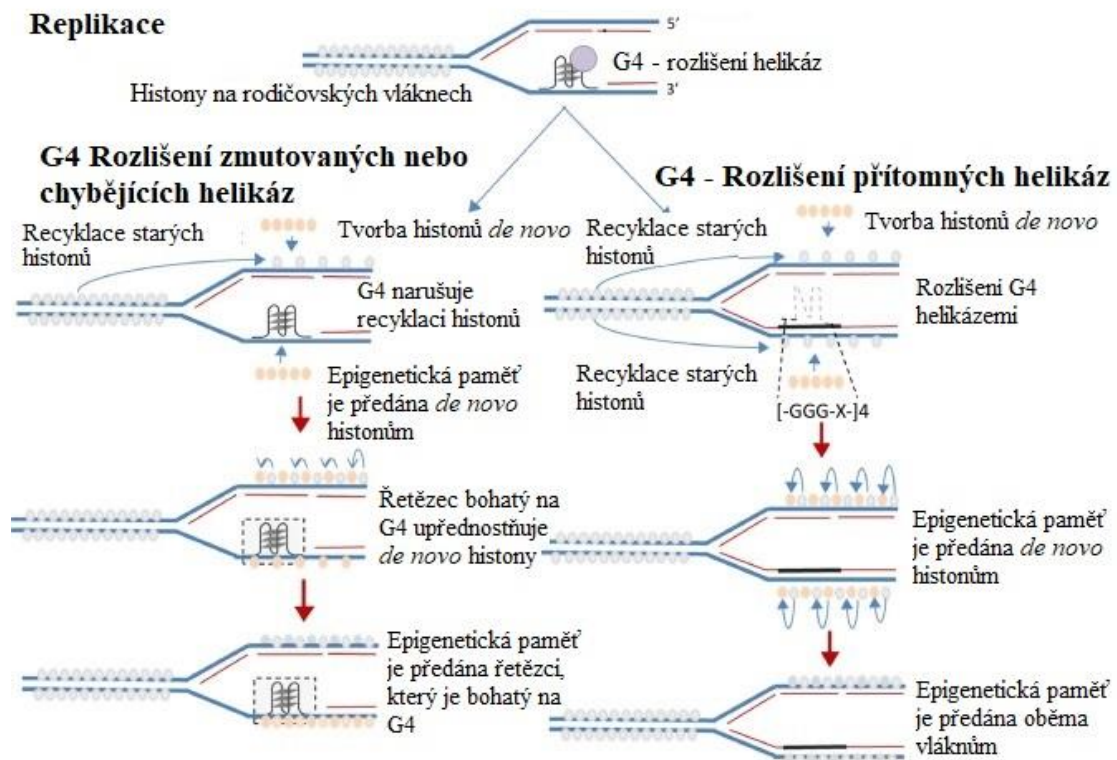 Replikace
5'
G4 - rozlišení helikáz
3'
Histony na rodičovských vláknech
G4 Rozlišení zmutovaných nebo
chybějících helikáz
Recyklace starých
histonů
Tvorba histonů de novo
G4 narušuje
recyklaci histonů
Epigenetická paměť
je předána de novo
histonům
Řetězec bohatý na
G4 upřednostňuje
de novo histony
Epigenetická paměť
je předána řetězci,
který je bohatý na
G4
G4 - Rozlišení přítomných helikáz
Recyklace starých
histonů
Tvorba histonů de novo
Rozlišení G4
helikázemi
Recyklace starých
histonů
[-GGG-X-]4
Epigenetická paměť
je předána de novo
histonům
Epigenetická paměť
je předána oběma
vláknům